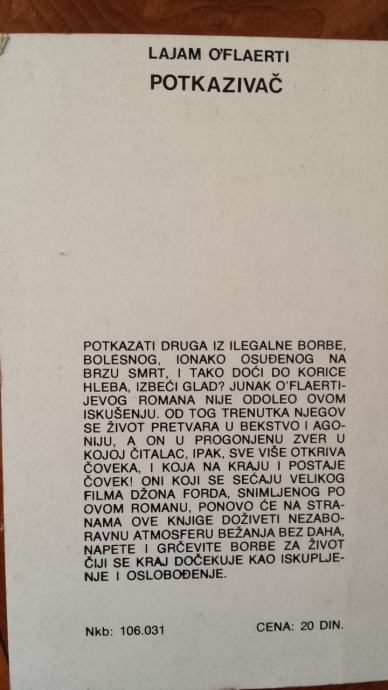 LAJAM O'FLAERTI
POTKAZIVAČ
POTKAZATI DRUGA IZ ILEGALNE BORBE,
BOLESNOG, IONAKO OSUĐENOG NA
BRZU SMRT, I TAKO DOĆI DO KORICE
HLEBA, IZBEĆI GLAD? JUNAK O'FLAERTI-
JEVOG ROMANA NIJE ODOLEO OVOM
ISKUŠENJU. OD TOG TRENUTKA NJEGOV
SE ŽIVOT PRETVARA U BEKSTVO I AGO-
NIJU, A ON U PROGONJENU ZVER U
KOJOJ ČITALAC, IPAK, SVE VIŠE OTKRIVA
ČOVEKA, I KOJA NA KRAJU I POSTAJE
ČOVEK! ONI KOJI SE SEĆAJU VELIKOG
FILMA DŽONA FORDA, SNIMLJENOG PO
OVOM ROMANU, PONOVO ĆE NA STRA-
NAMA OVE KNJIGE DOŽIVETI NEZABO-
RAVNU ATMOSFERU BEŽANJA BEZ DAHA,
NAPETE I GRČEVITE BORBE ZA ŽIVOT
ČIJI SE KRAJ DOČEKUJE KAO ISKUPLJE-
NJE I OSLOBOĐENJE.
Nkb: 106.031 CENA: 20 DIN.